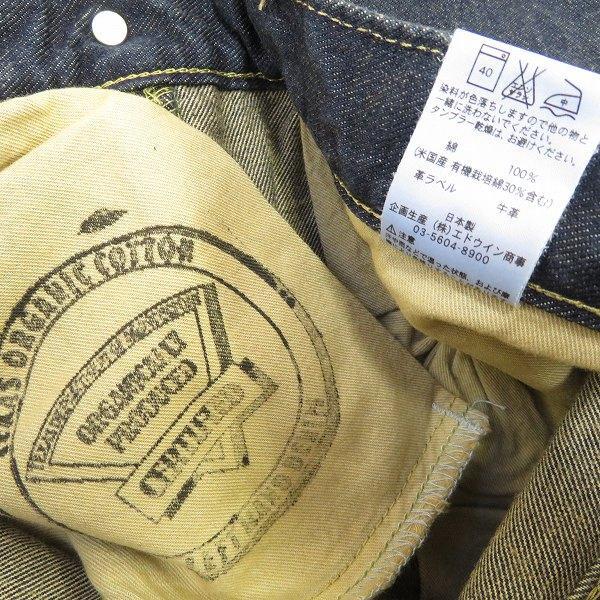 40
中
染料が色落ちしますので他の物と
一緒に洗わないでください。
タンブラー乾燥は、お避けください。
綿 100%
(米国産 有機栽培綿30%含む)
革ラベル 牛革
日本製
企画生産 (株)エドウイン商事
03-5604-8900
⚠注意
ORGANIC COTTON
ORGANICALLY
PRODUCED
CERTIFIED